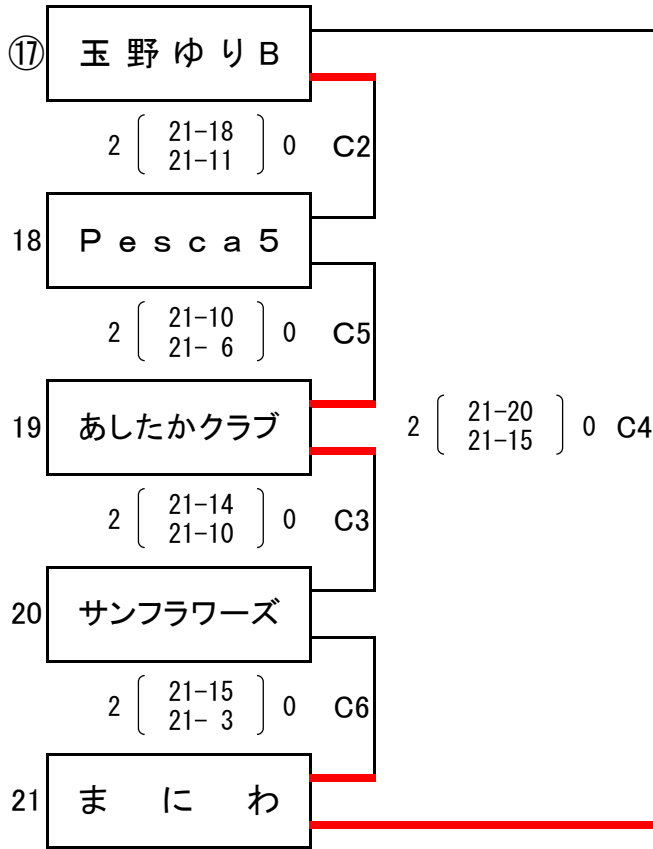 ⑰ 玉野ゆりB
2 21-18 0 C2
21-11
18 Pesca5
2 21-10 0 C5
21- 6
19 あしたかクラブ
2 21-20 0 C4
21-15
2 21-14 0 C3
21-10
20 サンフラワーズ
2 21-15 0 C6
21- 3
21 まにわ